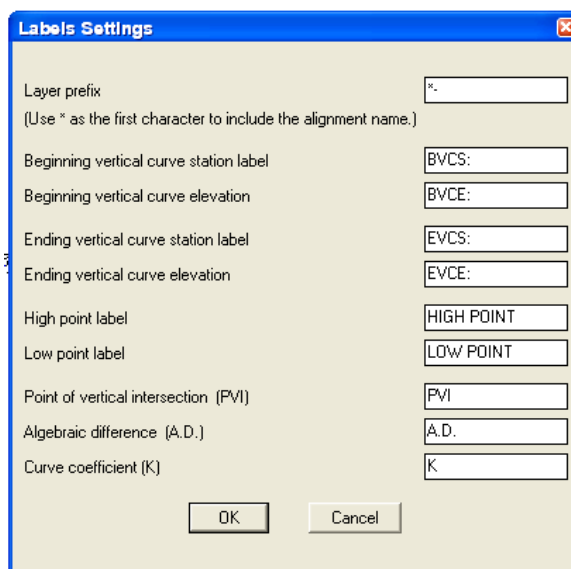 Labels Settings
Layer prefix *-
(Use * as the first character to include the alignment name.)
Beginning vertical curve station label BVCS:
Beginning vertical curve elevation BVCE:
Ending vertical curve station label EVCS:
Ending vertical curve elevation EVCE:
High point label HIGH POINT
Low point label LOW POINT
Point of vertical intersection (PVI) PVI
Algebraic difference (A.D.) A.D.
Curve coefficient (K) K
OK Cancel